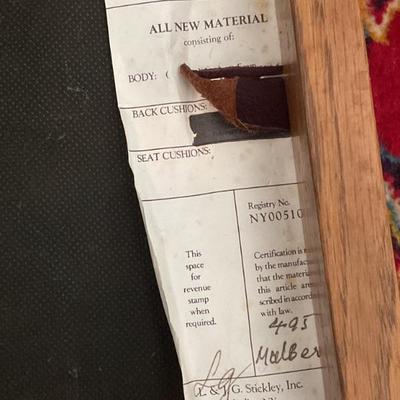 ALL NEW MATERIAL
consisting of:
BODY: (
BACK CUSHIONS:
SEAT CUSHIONS:
Registry No.
NY00510
This
space
for
revenue
stamp
when
required.
Certification is
by the manufac
that the materia
this article are
scribed in accord
with law.
495
Malber
L. & J. G. Stickley, Inc.